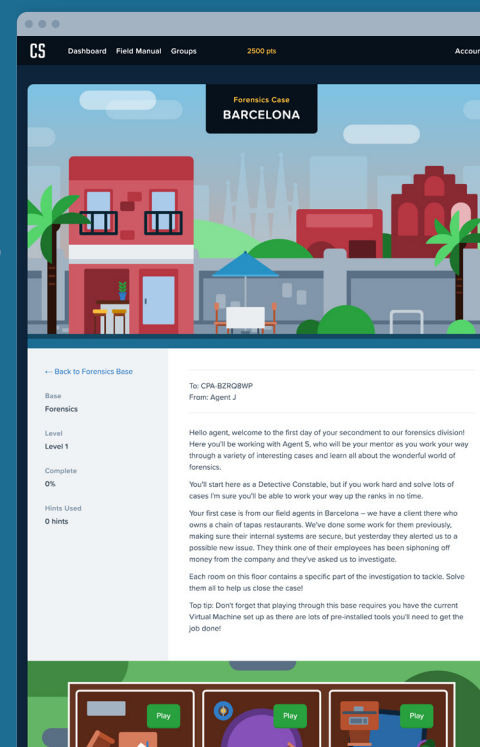 CS Dashboard Field Manual Groups 2500 pts Accoun
Forensics Case
BARCELONA
← Back to Forensics Base
Base
Forensics
Level
Level 1
Complete
0%
Hints Used
0 hints
To: CPA-BZRQ8WP
From: Agent J
Hello agent, welcome to the first day of your secondment to our forensics division!
Here you'll be working with Agent S, who will be your mentor as you work your way
through a variety of interesting cases and learn all about the wonderful world of
forensics.
You'll start here as a Detective Constable, but if you work hard and solve lots of
cases I'm sure you'll be able to work your way up the ranks in no time.
Your first case is from our field agents in Barcelona – we have a client there who
owns a chain of tapas restaurants. We've done some work for them previously,
making sure their internal systems are secure, but yesterday they alerted us to a
possible new issue. They think one of their employees has been siphoning off
money from the company and they've asked us to investigate.
Each room on this floor contains a specific part of the investigation to tackle. Solve
them all to help us close the case!
Top tip: Don't forget that playing through this base requires you have the current
Virtual Machine set up as there are lots of pre-installed tools you'll need to get the
job done!
Play Play Play